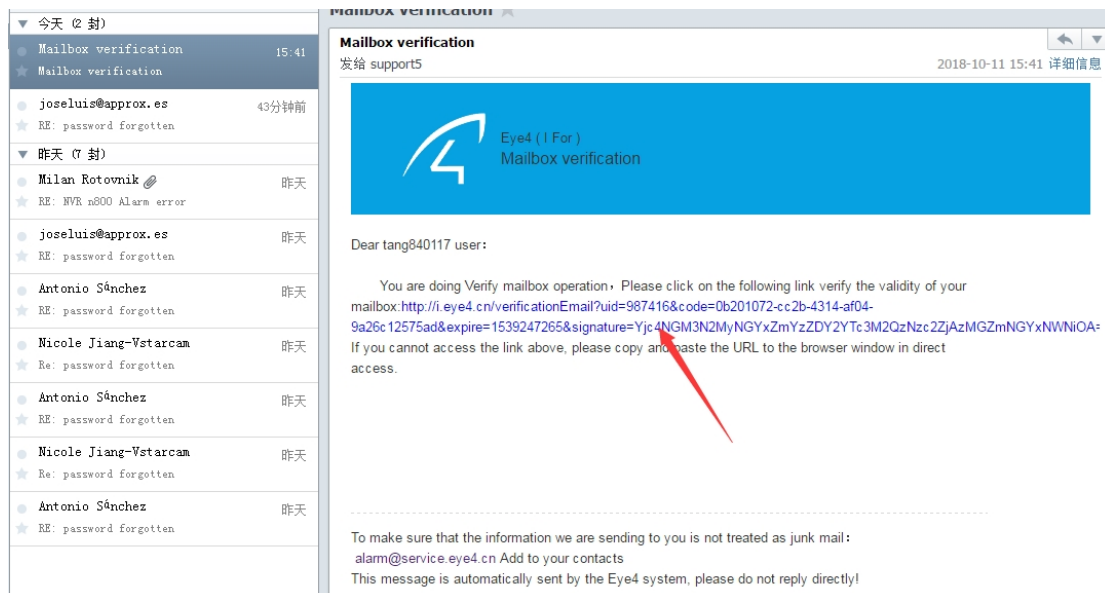 Mailbox verification
今天 (2 封)
Mailbox verification 15:41
Mailbox verification
joseluis@approx.es 43分钟前
RE: password forgotten
昨天 (7 封)
Milan Rotovnik 昨天
RE: NVR n800 Alarm error
joseluis@approx.es 昨天
RE: password forgotten
Antonio Sánchez 昨天
RE: password forgotten
Nicole Jiang-Vstarcam 昨天
Re: password forgotten
Antonio Sánchez 昨天
RE: password forgotten
Nicole Jiang-Vstarcam 昨天
Re: password forgotten
Antonio Sánchez 昨天
RE: password forgotten
Mailbox verification
发给 support5 2018-10-11 15:41 详细信息
4
Eye4 ( I For )
Mailbox verification
Dear tang840117 user：
You are doing Verify mailbox operation，Please click on the following link verify the validity of your
mailbox:http://i.eye4.cn/verificationEmail?uid=987416&code=0b201072-cc2b-4314-af04-
9a26c12575ad&expire=1539247265&signature=Yjc4NGM3N2MyNGYxZmYzZDY2YTc3M2QzNzc2ZjAzMGZmNGYxNWNiOA=
If you cannot access the link above, please copy and paste the URL to the browser window in direct
access.
To make sure that the information we are sending to you is not treated as junk mail：
alarm@service.eye4.cn Add to your contacts
This message is automatically sent by the Eye4 system, please do not reply directly!